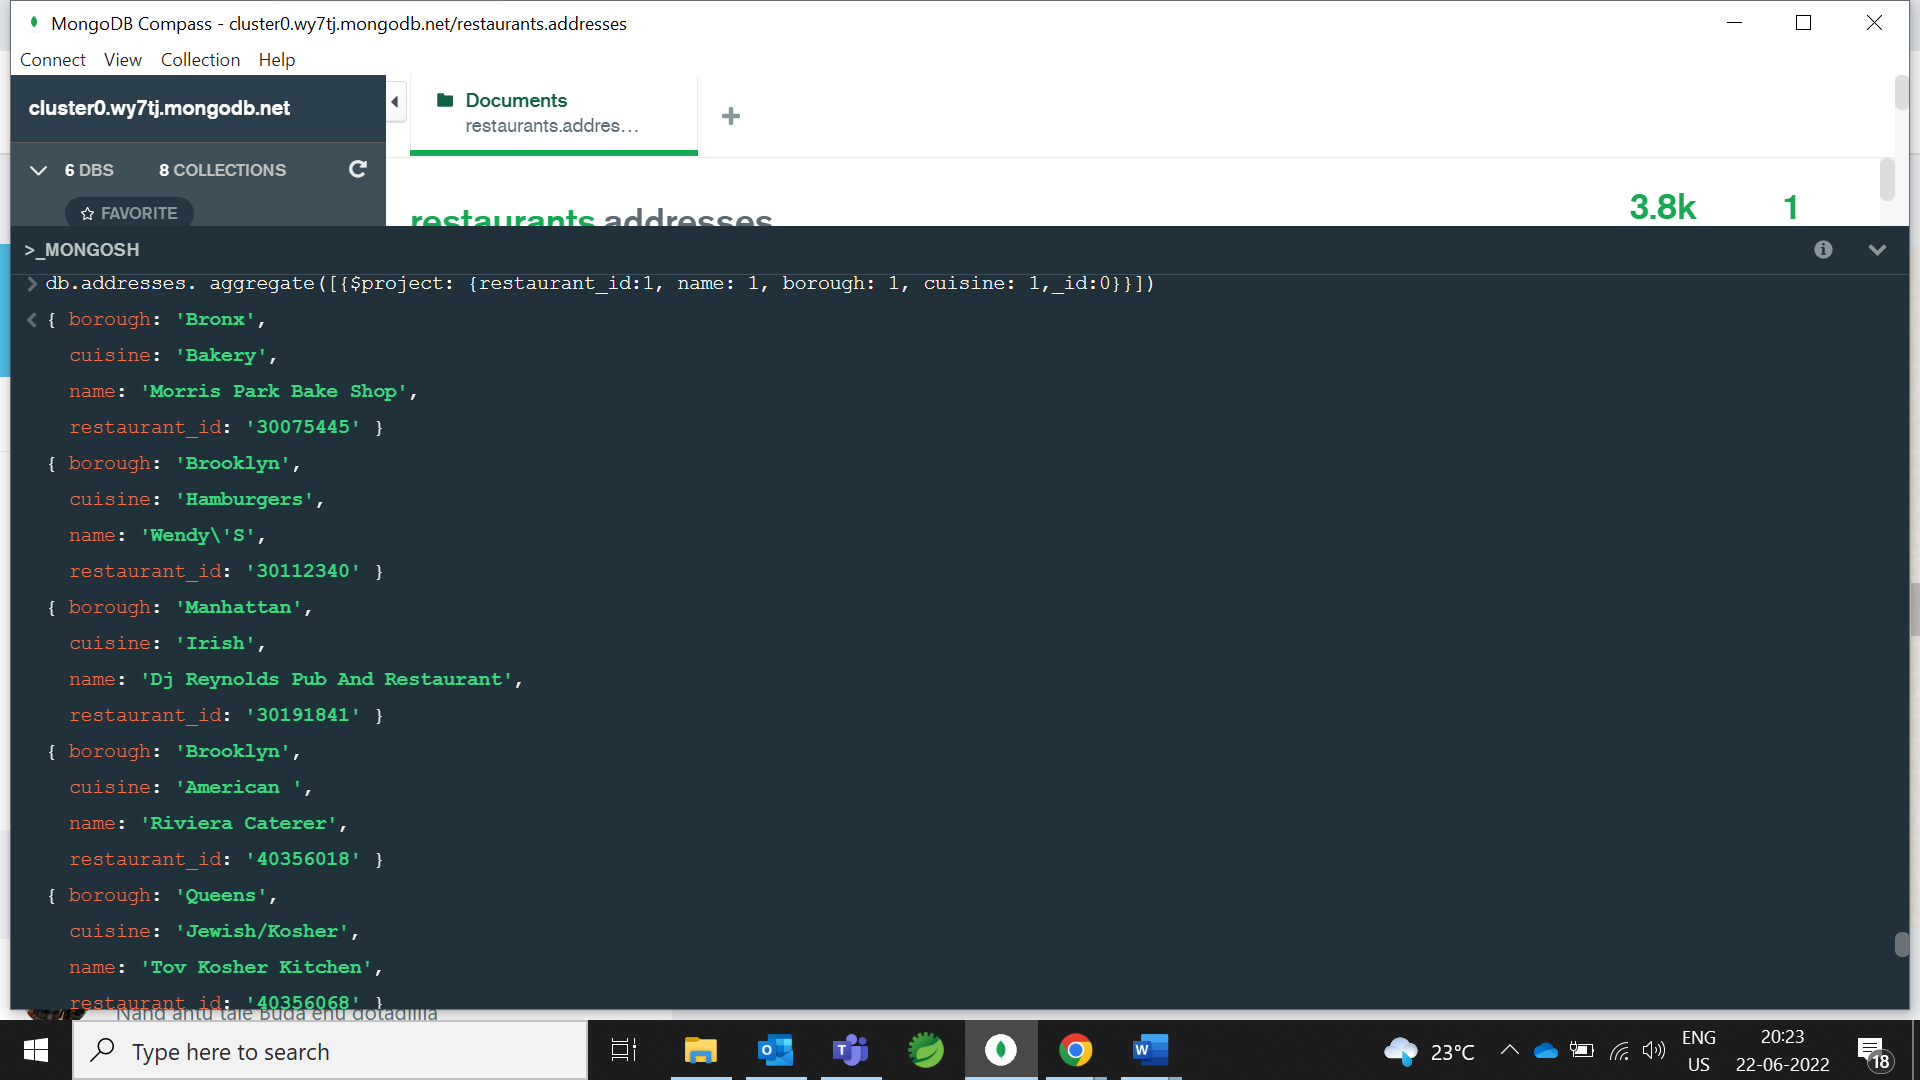 MongoDB Compass - cluster0.wy7tj.mongodb.net/restaurants.addresses
Connect View Collection Help
cluster0.wy7tj.mongodb.net
Documents
restaurants.addres...
6 DBS 8 COLLECTIONS
FAVORITE
restaurants.addresses
3.8k 1
>_MONGOSH
db.addresses. aggregate([{$project: {restaurant_id:1, name: 1, borough: 1, cuisine: 1,_id:0}}])
{ borough: 'Bronx',
cuisine: 'Bakery',
name: 'Morris Park Bake Shop',
restaurant_id: '30075445' }
{ borough: 'Brooklyn',
cuisine: 'Hamburgers',
name: 'Wendy\'S',
restaurant_id: '30112340' }
{ borough: 'Manhattan',
cuisine: 'Irish',
name: 'Dj Reynolds Pub And Restaurant',
restaurant_id: '30191841' }
{ borough: 'Brooklyn',
cuisine: 'American ',
name: 'Riviera Caterer',
restaurant_id: '40356018' }
{ borough: 'Queens',
cuisine: 'Jewish/Kosher',
name: 'Tov Kosher Kitchen',
restaurant_id: '40356068' }
Type here to search
23°C
ENG
US
20:23
22-06-2022
18